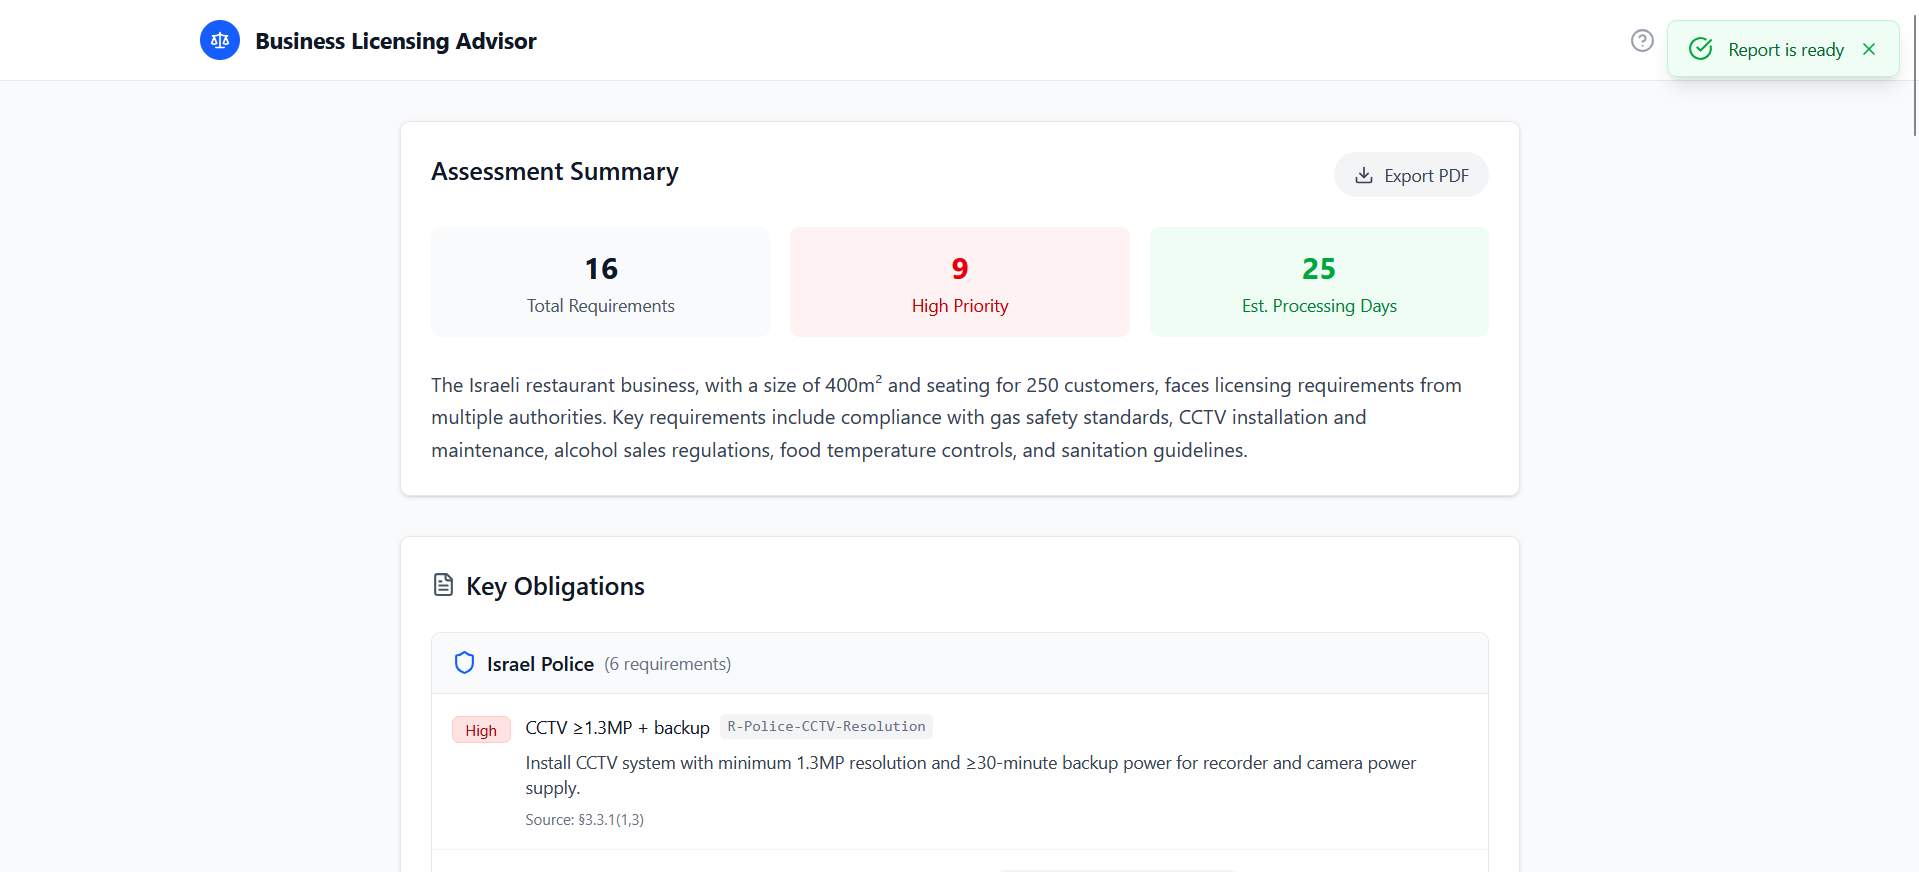 Business Licensing Advisor
Report is ready
Assessment Summary
Export PDF
16
Total Requirements
9
High Priority
25
Est. Processing Days
The Israeli restaurant business, with a size of 400m² and seating for 250 customers, faces licensing requirements from
multiple authorities. Key requirements include compliance with gas safety standards, CCTV installation and
maintenance, alcohol sales regulations, food temperature controls, and sanitation guidelines.
Key Obligations
Israel Police (6 requirements)
High
CCTV ≥1.3MP + backup R-Police-CCTV-Resolution
Install CCTV system with minimum 1.3MP resolution and ≥30-minute backup power for recorder and camera power
supply.
Source: §3.3.1(1,3)